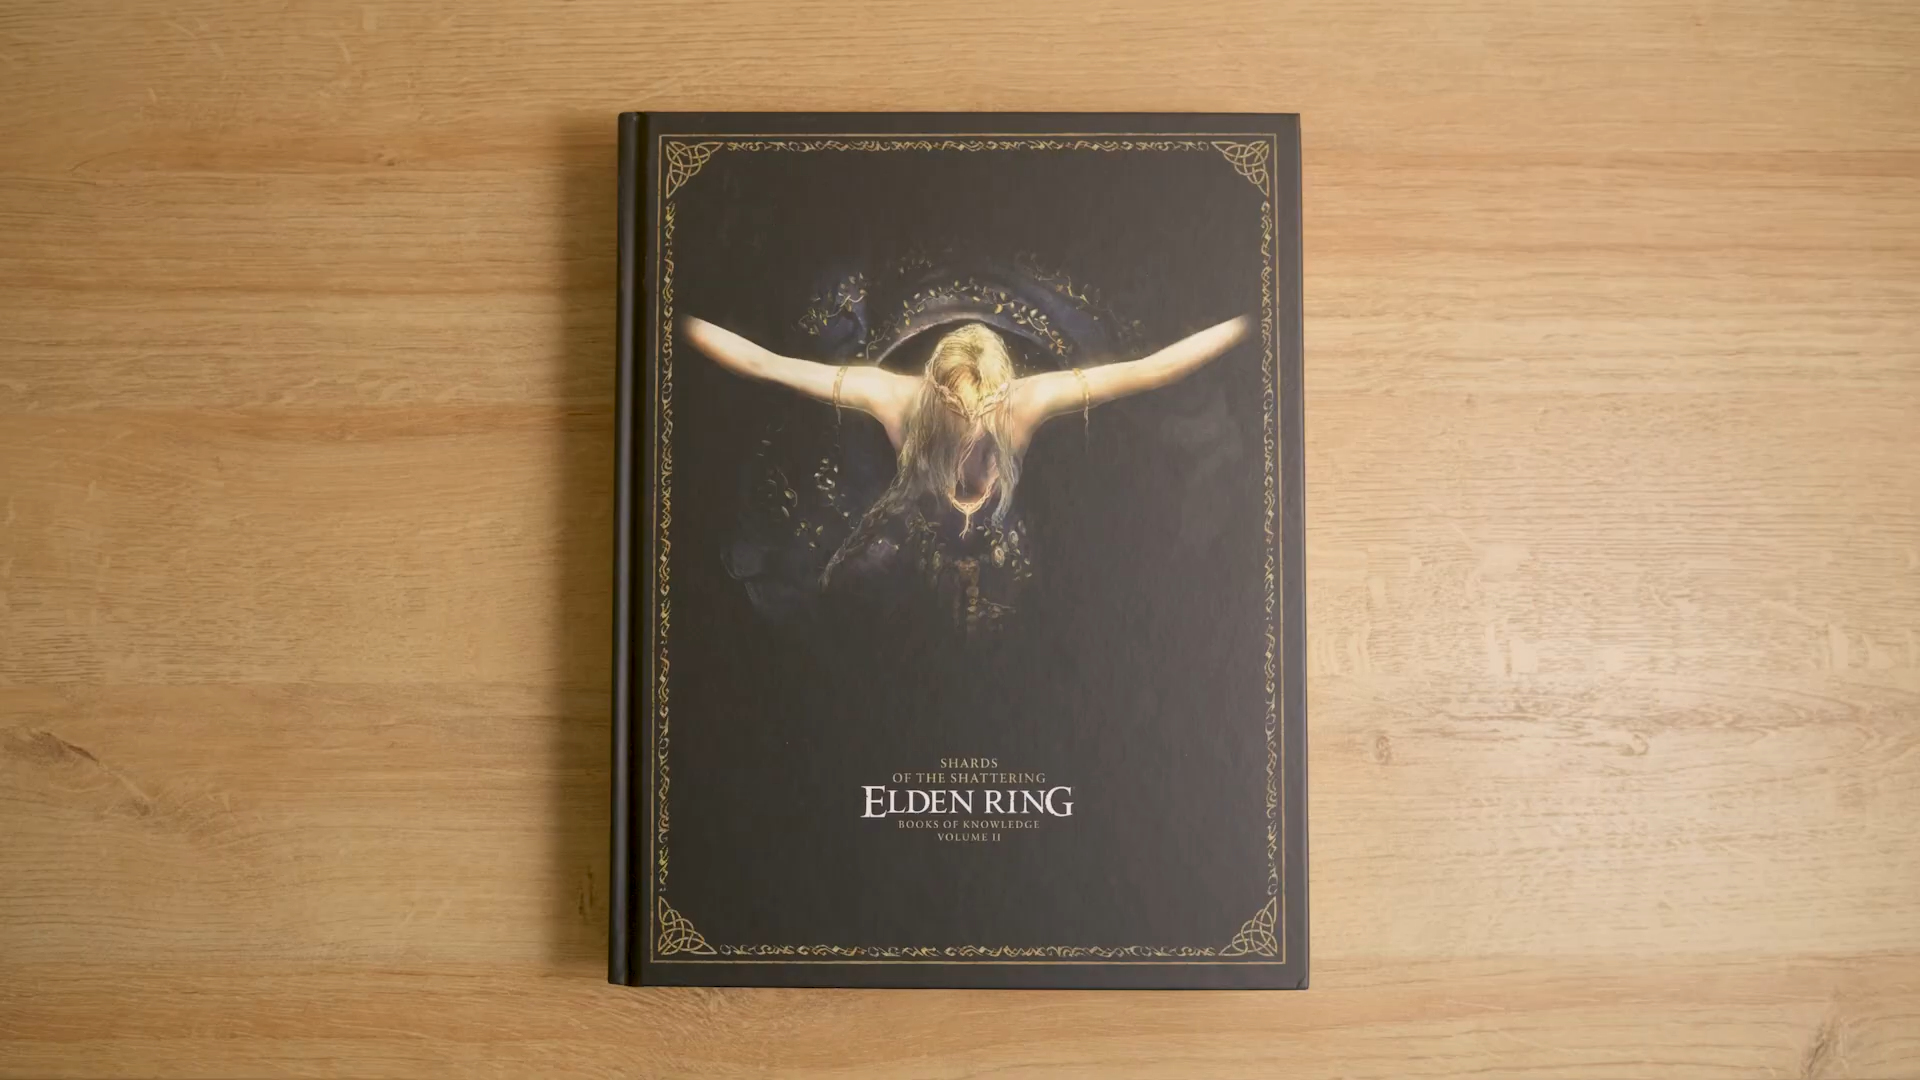 SHARDS
OF THE SHATTERING
ELDEN RING
BOOKS OF KNOWLEDGE
VOLUME II